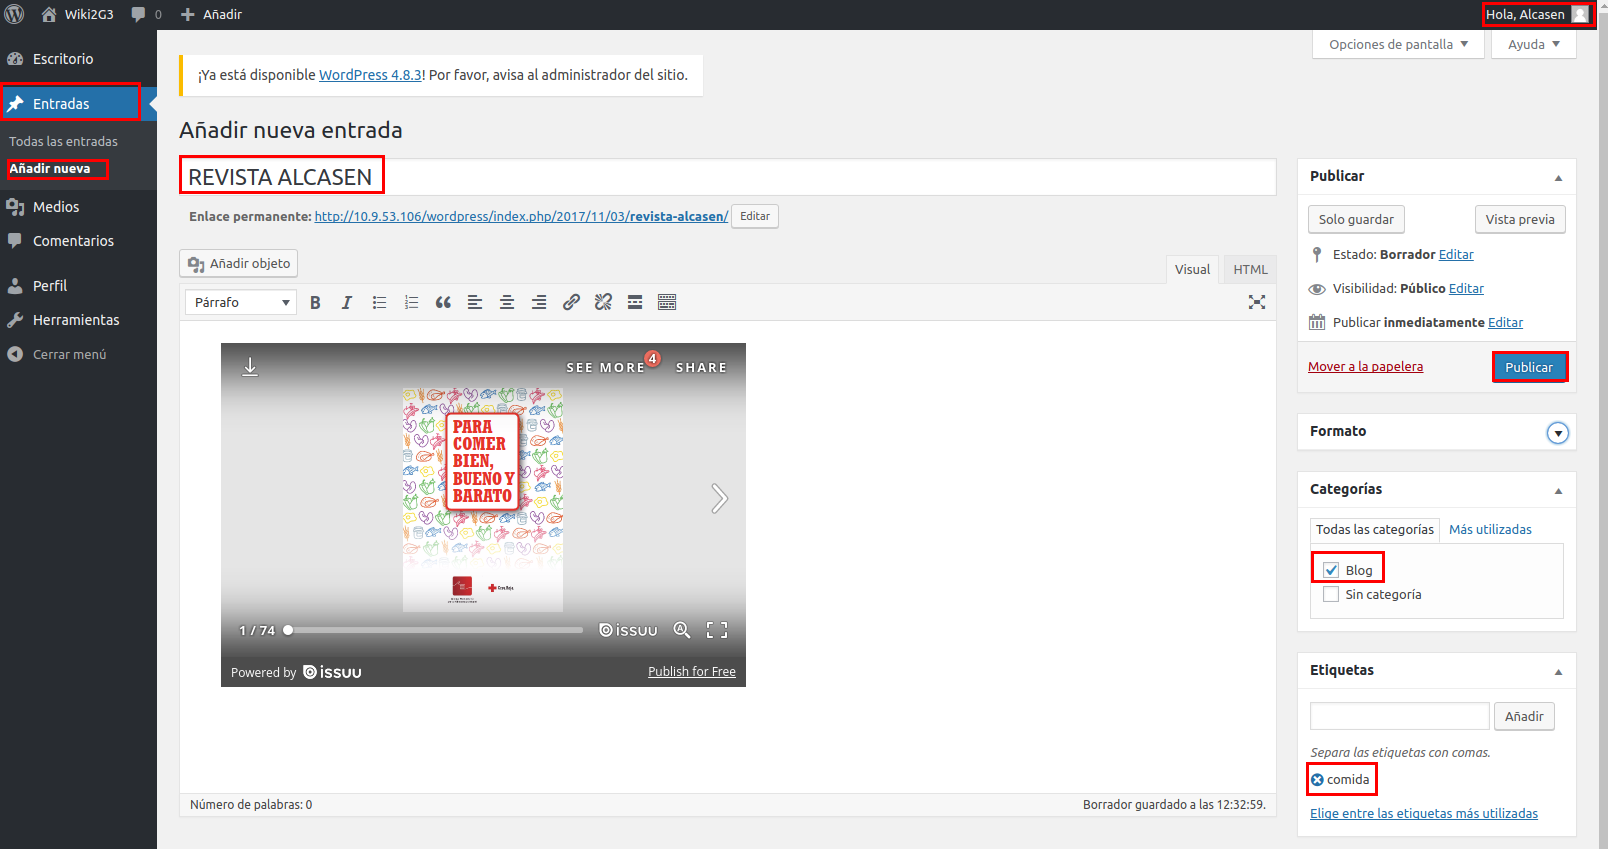 Wiki2G3 0 Añadir
Hola, Alcasen
Opciones de pantalla Ayuda
Escritorio
Entradas
Todas las entradas
Añadir nueva
Medios
Comentarios
Perfil
Herramientas
Cerrar menú
¡Ya está disponible WordPress 4.8.3! Por favor, avisa al administrador del sitio.
Añadir nueva entrada
REVISTA ALCASEN
Enlace permanente: http://10.9.53.106/wordpress/index.php/2017/11/03/revista-alcasen/ Editar
Añadir objeto
Visual HTML
Párrafo
SEE MORE 4 SHARE
PARA
COMER
BIEN,
BUENO Y
BARATO
Cruz Roja
1 / 74
issuu
Powered by issuu
Publish for Free
Número de palabras: 0
Borrador guardado a las 12:32:59.
Publicar
Solo guardar
Vista previa
Estado: Borrador Editar
Visibilidad: Público Editar
Publicar inmediatamente Editar
Mover a la papelera
Publicar
Formato
Categorías
Todas las categorías Más utilizadas
Blog
Sin categoría
Etiquetas
Añadir
Separa las etiquetas con comas.
comida
Elige entre las etiquetas más utilizadas